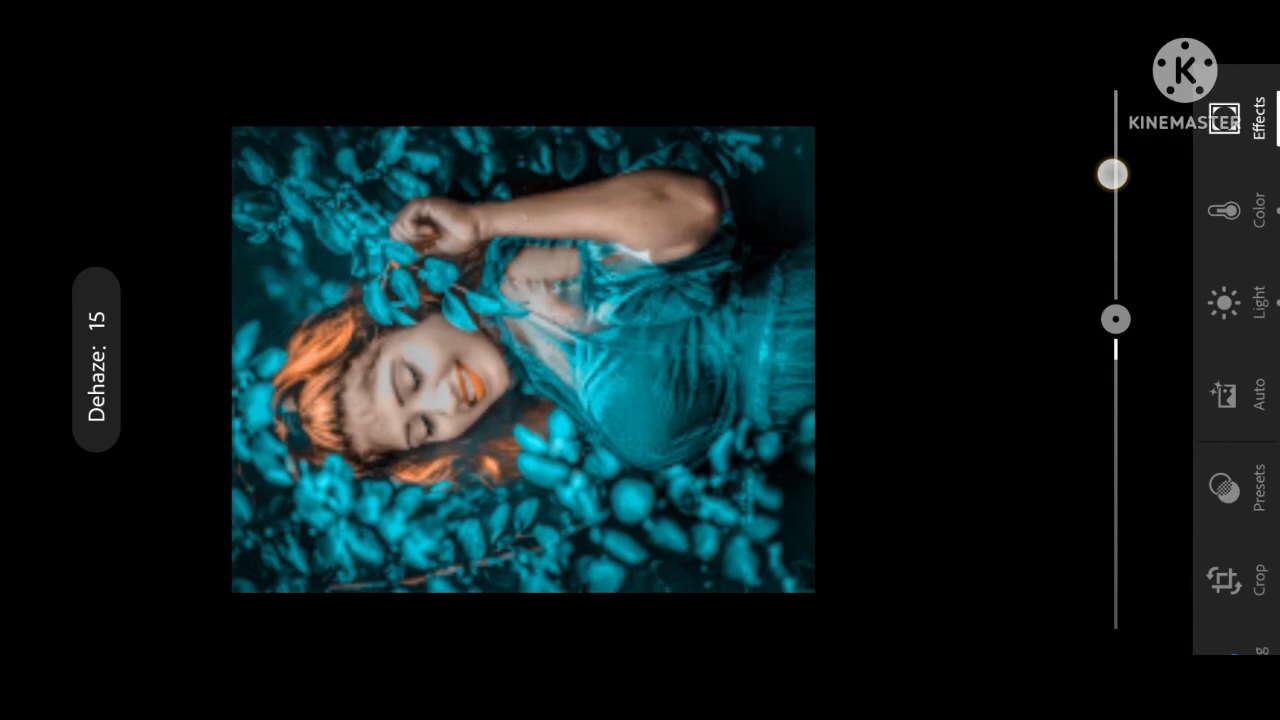 Dehaze: 15
KINEMASTER
Effects
Color
Light
Auto
Presets
Crop